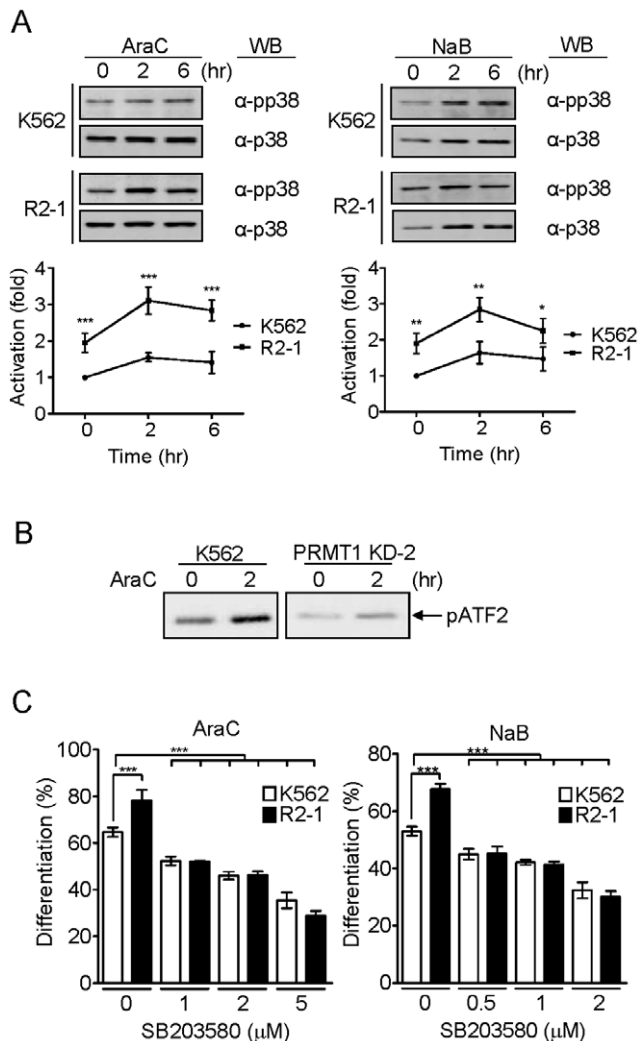 A
AraC WB
0 2 6 (hr)
K562
α-pp38
α-p38
R2-1
α-pp38
α-p38
NaB WB
0 2 6 (hr)
K562
α-pp38
α-p38
R2-1
α-pp38
α-p38
Activation (fold)
4
3
2
1
0
***
***
***
K562
R2-1
0 2 6
Time (hr)
Activation (fold)
4
3
2
1
0
**
**
*
K562
R2-1
0 2 6
Time (hr)
B
K562 PRMT1 KD-2
AraC 0 2 0 2 (hr)
pATF2
C
AraC
Differentiation (%)
100
80
60
40
20
0
***
***
K562
R2-1
0 1 2 5
SB203580 (μM)
NaB
Differentiation (%)
80
60
40
20
0
***
***
K562
R2-1
0 0.5 1 2
SB203580 (μM)